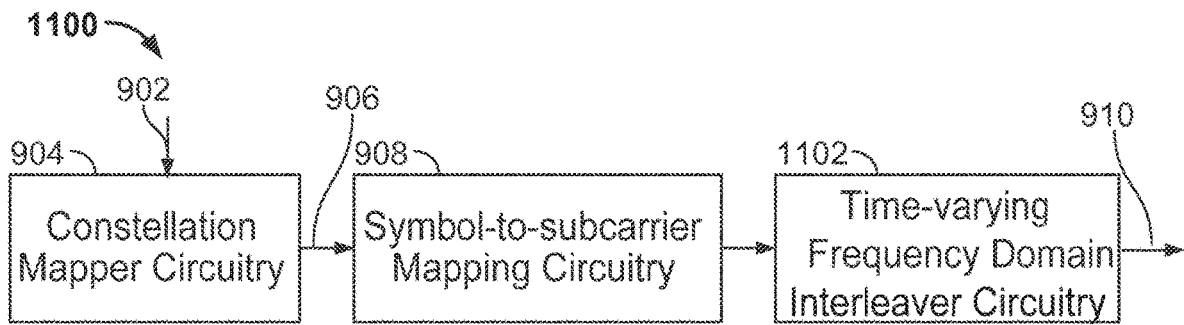 1100
902
906
910
904
908
1102
Constellation
Mapper Circuitry
Symbol-to-subcarrier
Mapping Circuitry
Time-varying
Frequency Domain
Interleaver Circuitry